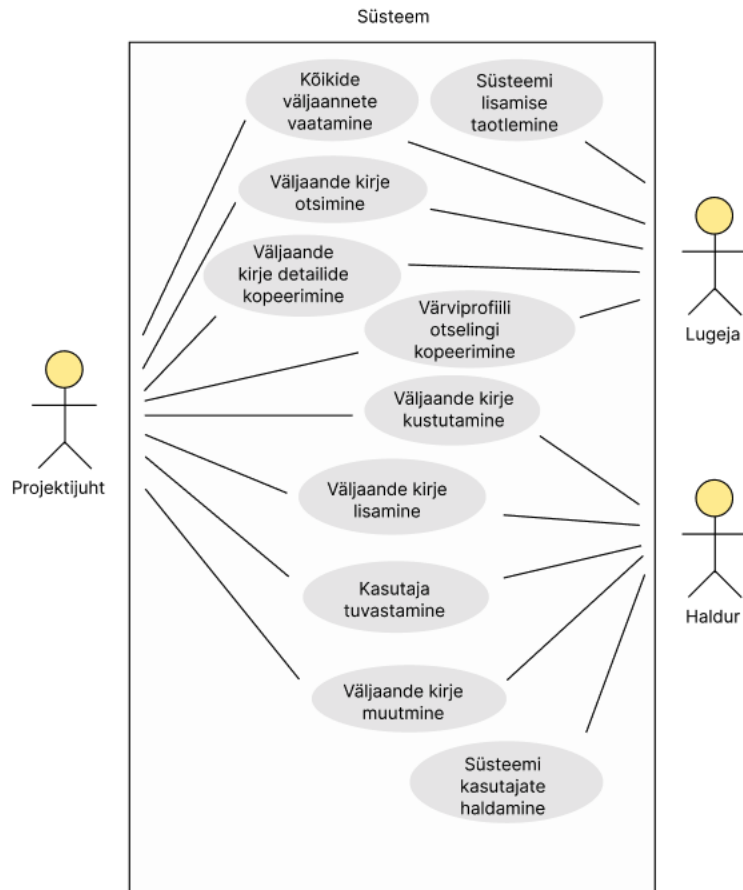 Süsteem
Kõikide
väljaannete
vaatamine
Süsteemi
lisamise
taotlemine
Väljaande kirje
otsimine
Väljaande
kirje detailide
kopeerimine
Värviprofiili
otselingi
kopeerimine
Lugeja
Väljaande kirje
kustutamine
Projektijuht
Väljaande kirje
lisamine
Kasutaja
tuvastamine
Haldur
Väljaande kirje
muutmine
Süsteemi
kasutajate
haldamine